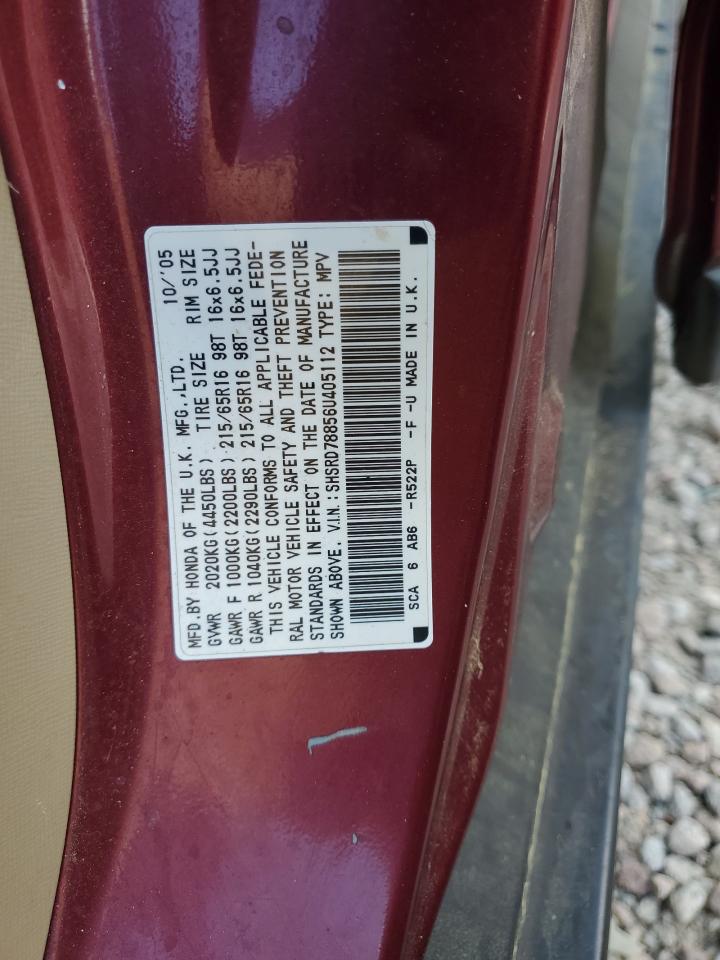 MFD.BY HONDA OF THE U.K. MFG.,LTD. 10/'05
GVWR 2020KG(4450LBS) TIRE SIZE RIM SIZE
GAWR F 1000KG(2200LBS) 215/65R16 98T 16x6.5JJ
GAWR R 1040KG(2290LBS) 215/65R16 98T 16x6.5JJ
THIS VEHICLE CONFORMS TO ALL APPLICABLE FEDE-
RAL MOTOR VEHICLE SAFETY AND THEFT PREVENTION
STANDARDS IN EFFECT ON THE DATE OF MANUFACTURE
SHOWN ABOVE. V.I.N.:SHSRD78856U405112 TYPE: MPV
SCA 6 AB6 -R522P -F -U MADE IN U.K.